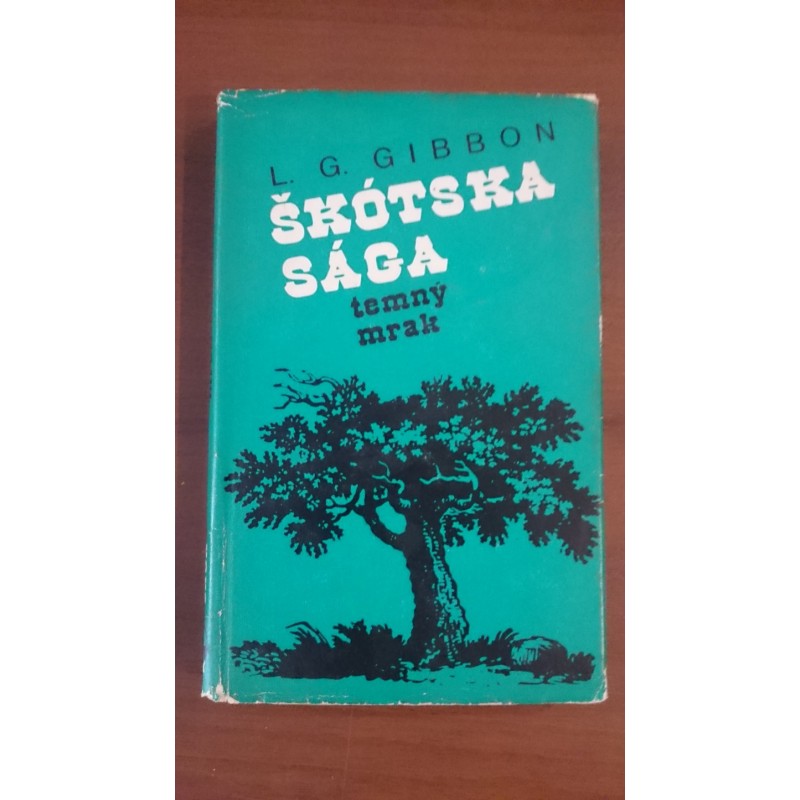 L. G. GIBBON
ŠKÓTSKA
SÁGA
temný
mrak